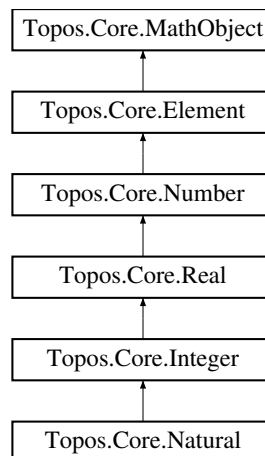 Topos.Core.MathObject
Topos.Core.Element
Topos.Core.Number
Topos.Core.Real
Topos.Core.Integer
Topos.Core.Natural